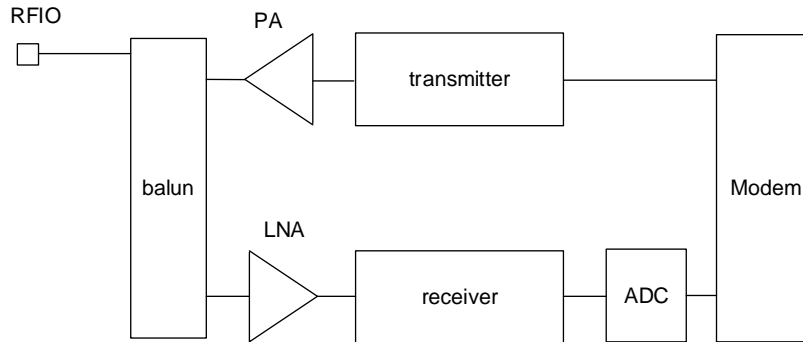 RFIO
PA
transmitter
balun
Modem
LNA
receiver
ADC